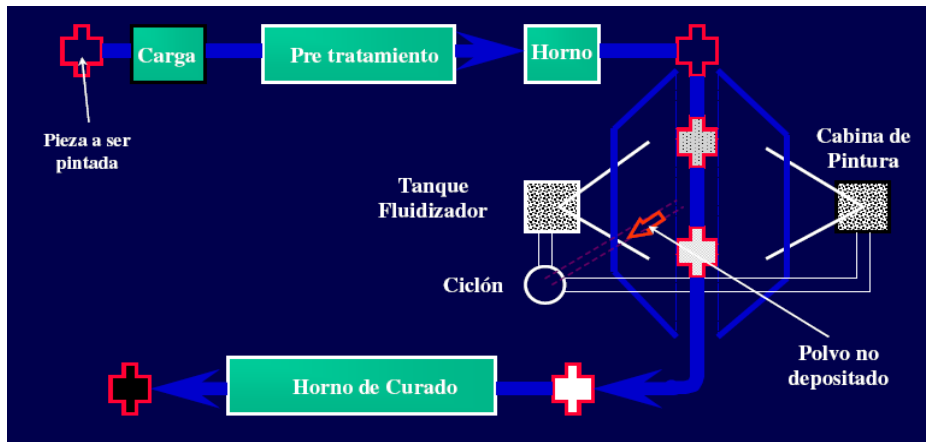 Carga
Pre tratamiento
Horno
Pieza a ser
pintada
Cabina de
Pintura
Tanque
Fluidizador
Ciclón
Polvo no
depositado
Horno de Curado